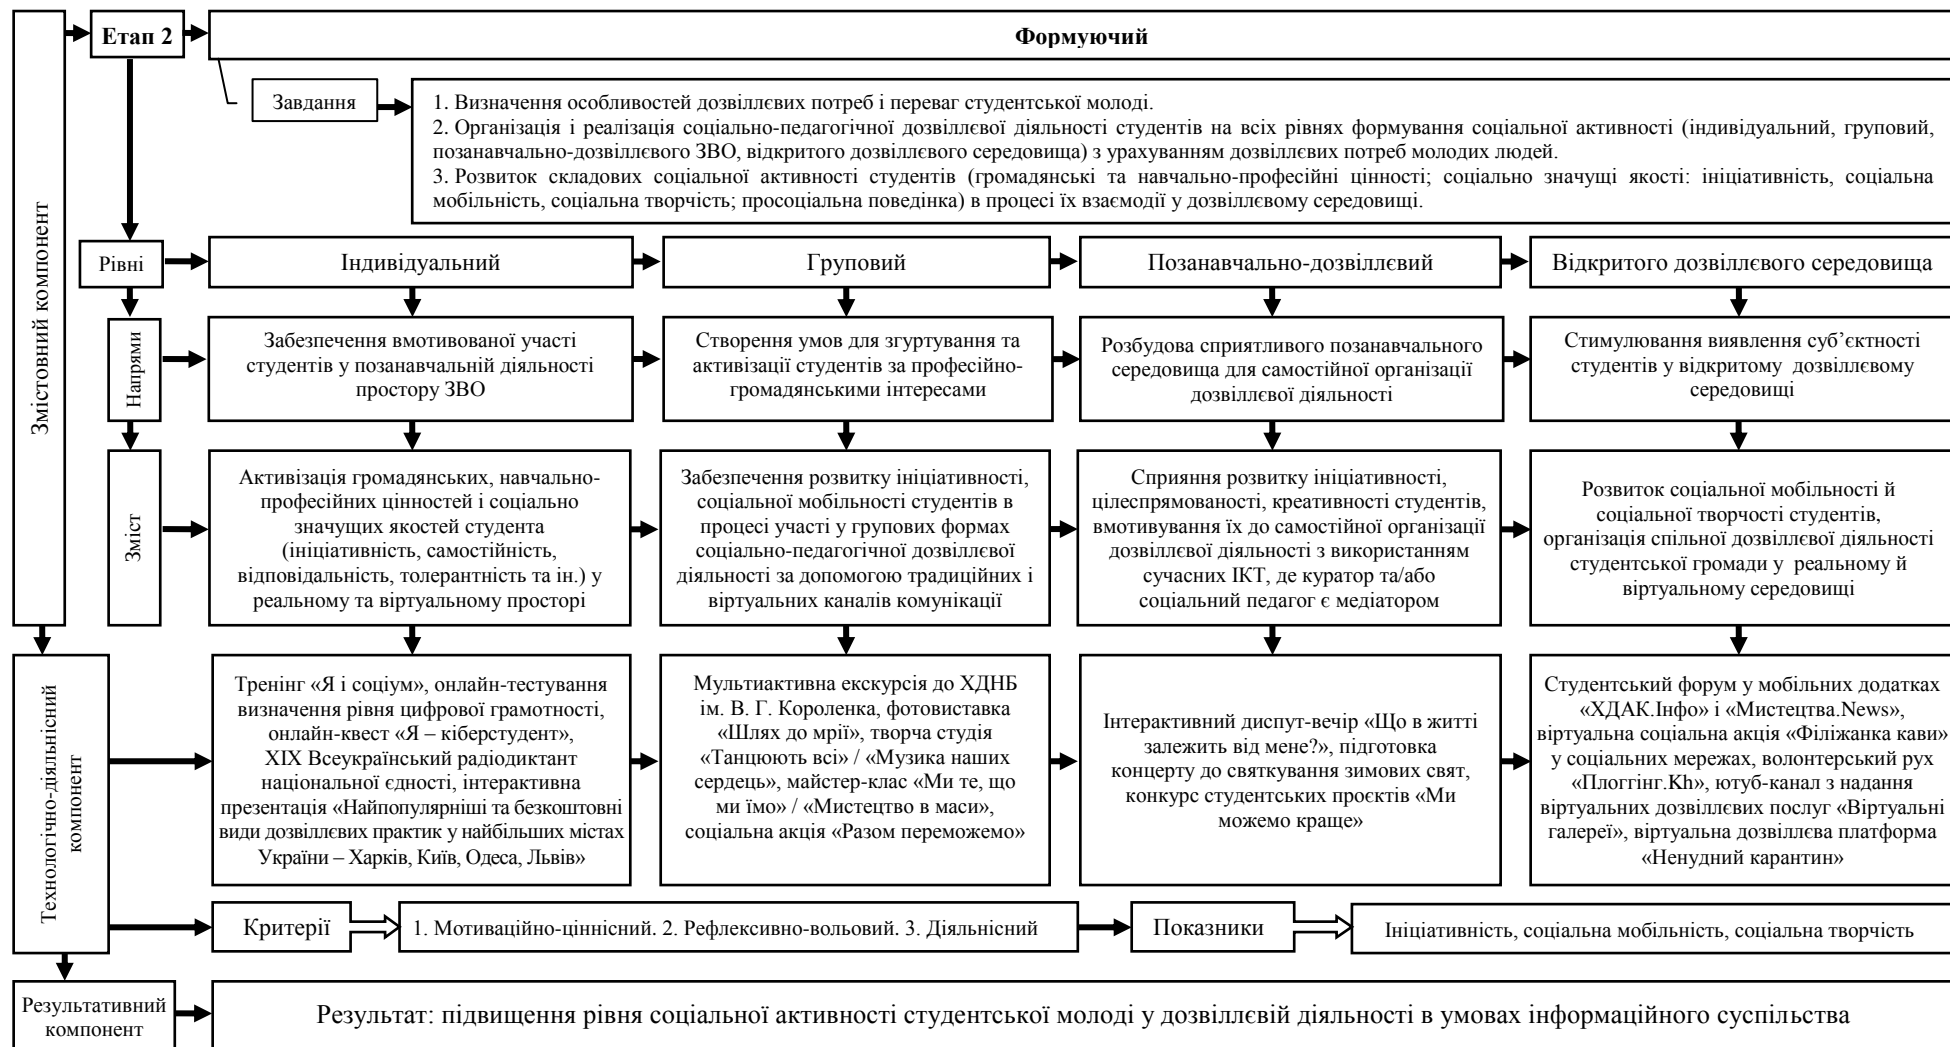 Змістовний компонент
Етап 2
Формуючий
Завдання
1. Визначення особливостей дозвіллєвих потреб і переваг студентської молоді.
2. Організація і реалізація соціально-педагогічної дозвіллєвої діяльності студентів на всіх рівнях формування соціальної активності (індивідуальний, груповий,
позанавчально-дозвіллєвого ЗВО, відкритого дозвіллєвого середовища) з урахуванням дозвіллєвих потреб молодих людей.
3. Розвиток складових соціальної активності студентів (громадянські та навчально-професійні цінності; соціально значущі якості: ініціативність, соціальна
мобільність, соціальна творчість; просоціальна поведінка) в процесі їх взаємодії у дозвіллєвому середовищі.
Рівні
Індивідуальний
Груповий
Позанавчально-дозвіллєвий
Відкритого дозвіллєвого середовища
Напрями
Забезпечення вмотивованої участі
студентів у позанавчальній діяльності
простору ЗВО
Створення умов для згуртування та
активізації студентів за професійно-
громадянськими інтересами
Розбудова сприятливого позанавчального
середовища для самостійної організації
дозвіллєвої діяльності
Стимулювання виявлення суб’єктності
студентів у відкритому дозвіллєвому
середовищі
Зміст
Активізація громадянських, навчально-
професійних цінностей і соціально
значущих якостей студента
(ініціативність, самостійність,
відповідальність, толерантність та ін.) у
реальному та віртуальному просторі
Забезпечення розвитку ініціативності,
соціальної мобільності студентів в
процесі участі у групових формах
соціально-педагогічної дозвіллєвої
діяльності за допомогою традиційних і
віртуальних каналів комунікації
Сприяння розвитку ініціативності,
цілеспрямованості, креативності студентів,
вмотивування їх до самостійної організації
дозвіллєвої діяльності з використанням
сучасних ІКТ, де куратор та/або
соціальний педагог є медіатором
Розвиток соціальної мобільності й
соціальної творчості студентів,
організація спільної дозвіллєвої діяльності
студентської громади у реальному й
віртуальному середовищі
Технологічно-діяльнісний
компонент
Тренінг «Я і соціум», онлайн-тестування
визначення рівня цифрової грамотності,
онлайн-квест «Я – кіберстудент»,
ХІХ Всеукраїнський радіодиктант
національної єдності, інтерактивна
презентація «Найпопулярніші та безкоштовні
види дозвіллєвих практик у найбільших містах
України – Харків, Київ, Одеса, Львів»
Мультиактивна екскурсія до ХДНБ
ім. В. Г. Короленка, фотовиставка
«Шлях до мрії», творча студія
«Танцюють всі» / «Музика наших
сердець», майстер-клас «Ми те, що
ми їмо» / «Мистецтво в маси»,
соціальна акція «Разом переможемо»
Інтерактивний диспут-вечір «Що в житті
залежить від мене?», підготовка
концерту до святкування зимових свят,
конкурс студентських проєктів «Ми
можемо краще»
Студентський форум у мобільних додатках
«ХДАК.Інфо» і «Мистецтва.News»,
віртуальна соціальна акція «Філіжанка кави»
у соціальних мережах, волонтерський рух
«Плоггінг.Kh», ютуб-канал з надання
віртуальних дозвіллєвих послуг «Віртуальні
галереї», віртуальна дозвіллєва платформа
«Ненудний карантин»
Критерії
1. Мотиваційно-ціннісний. 2. Рефлексивно-вольовий. 3. Діяльнісний
Показники
Ініціативність, соціальна мобільність, соціальна творчість
Результативний
компонент
Результат: підвищення рівня соціальної активності студентської молоді у дозвіллєвій діяльності в умовах інформаційного суспільства